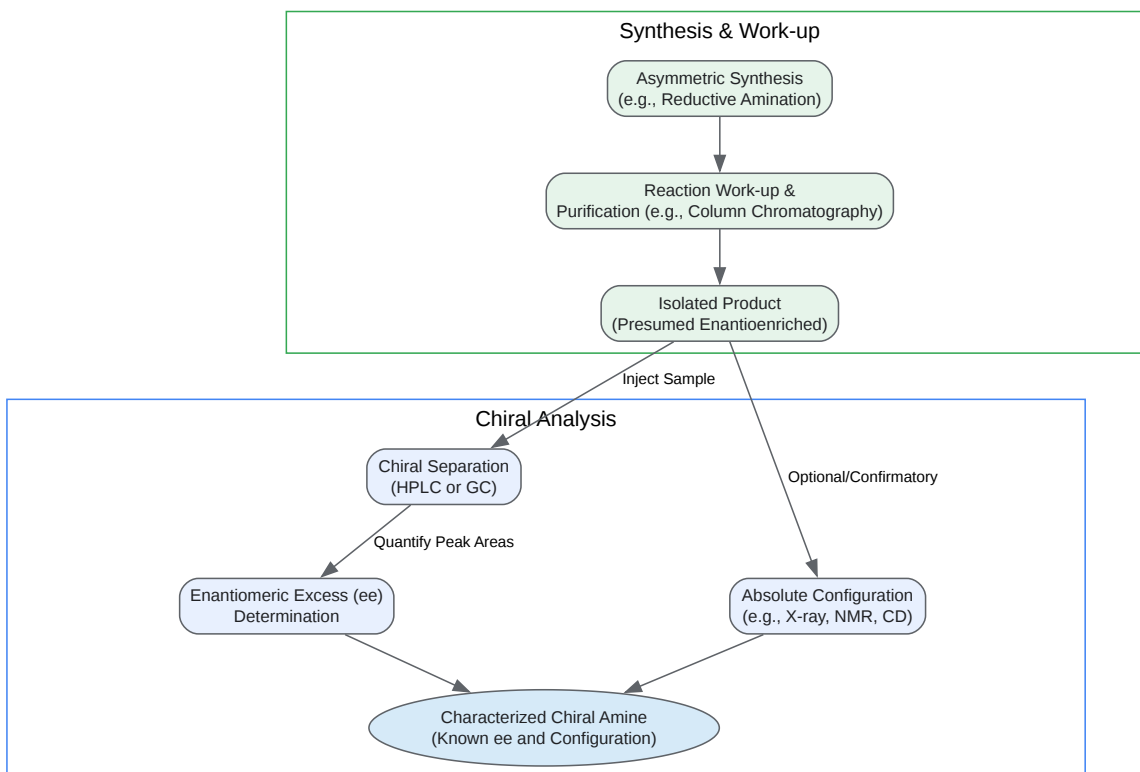 Synthesis & Work-up
Asymmetric Synthesis
(e.g., Reductive Amination)
Reaction Work-up &
Purification (e.g., Column Chromatography)
Isolated Product
(Presumed Enantioenriched)
Inject Sample
Chiral Analysis
Chiral Separation
(HPLC or GC)
Optional/Confirmatory
Quantify Peak Areas
Enantiomeric Excess (ee)
Determination
Absolute Configuration
(e.g., X-ray, NMR, CD)
Characterized Chiral Amine
(Known ee and Configuration)